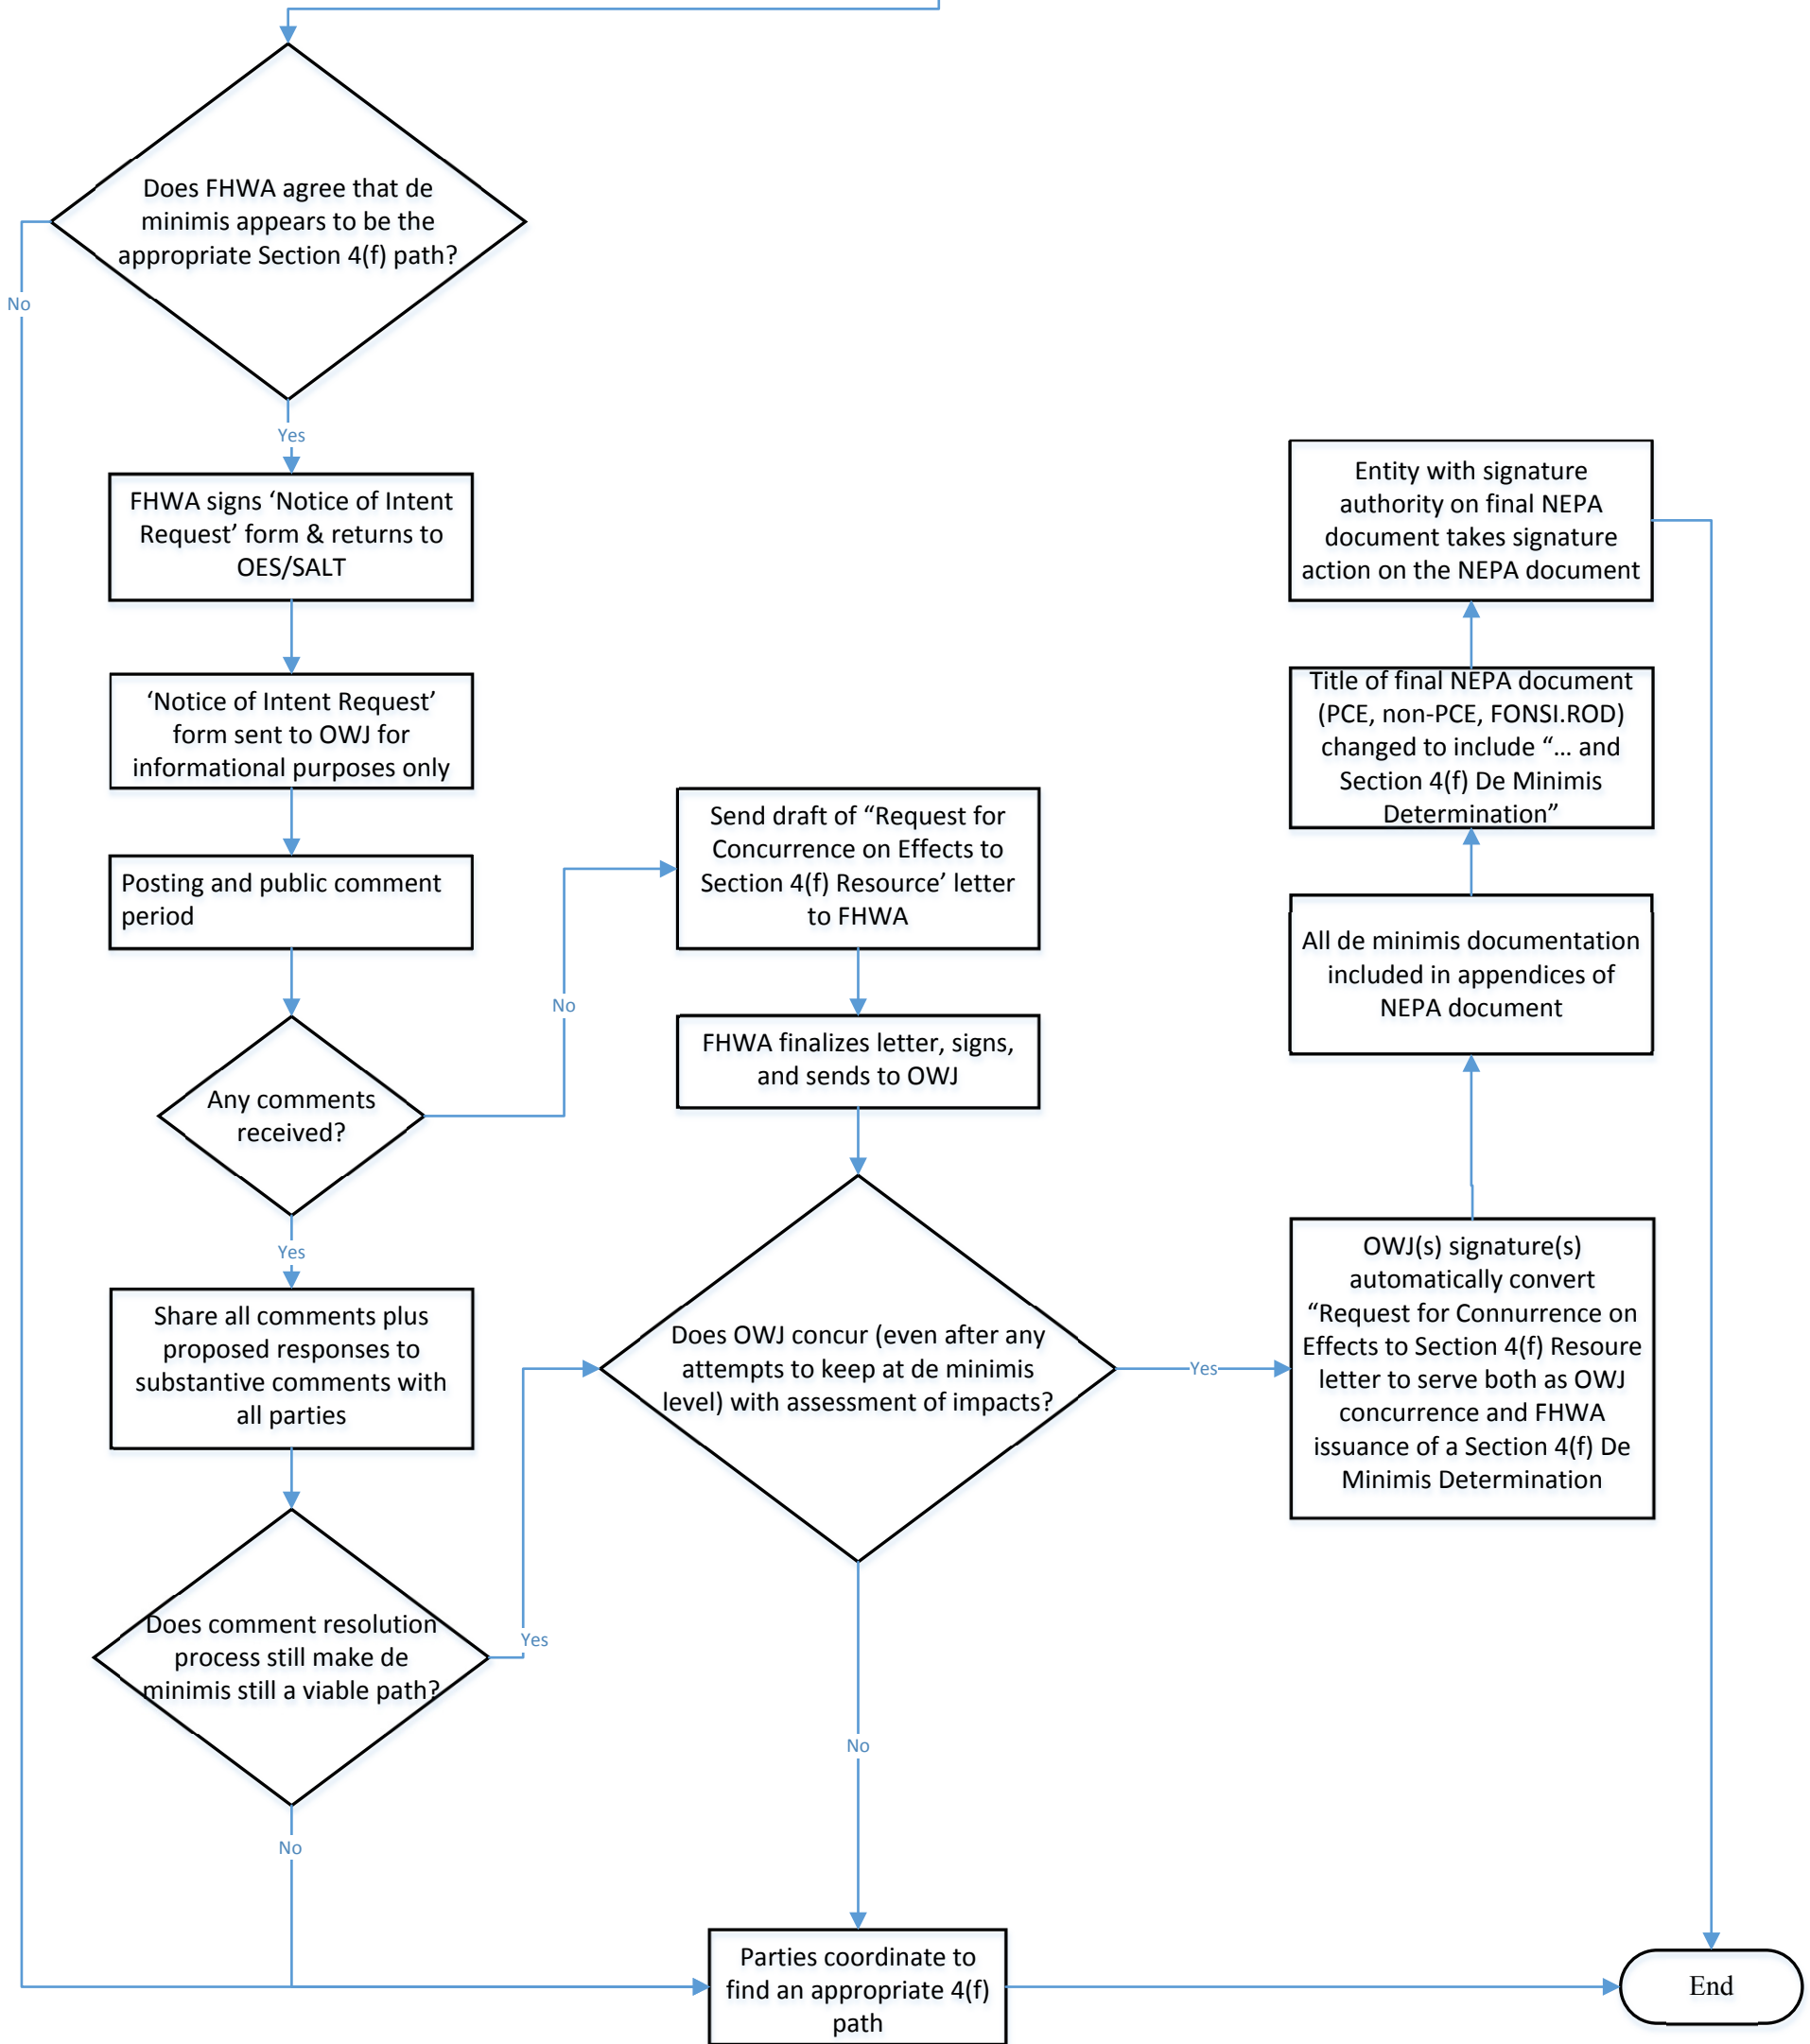 Does FHWA agree that de
minimis appears to be the
appropriate Section 4(f) path?
No
Yes
FHWA signs ‘Notice of Intent
Request’ form & returns to
OES/SALT
‘Notice of Intent Request’
form sent to OWJ for
informational purposes only
Posting and public comment
period
Any comments
received?
No
Yes
Share all comments plus
proposed responses to
substantive comments with
all parties
Does comment resolution
process still make de
minimis still a viable path?
Yes
No
Send draft of “Request for
Concurrence on Effects to
Section 4(f) Resource’ letter
to FHWA
FHWA finalizes letter, signs,
and sends to OWJ
Does OWJ concur (even after any
attempts to keep at de minimis
level) with assessment of impacts?
Yes
No
Parties coordinate to
find an appropriate 4(f)
path
OWJ(s) signature(s)
automatically convert
“Request for Connurrence on
Effects to Section 4(f) Resoure
letter to serve both as OWJ
concurrence and FHWA
issuance of a Section 4(f) De
Minimis Determination
All de minimis documentation
included in appendices of
NEPA document
Title of final NEPA document
(PCE, non-PCE, FONSI.ROD)
changed to include “… and
Section 4(f) De Minimis
Determination”
Entity with signature
authority on final NEPA
document takes signature
action on the NEPA document
End